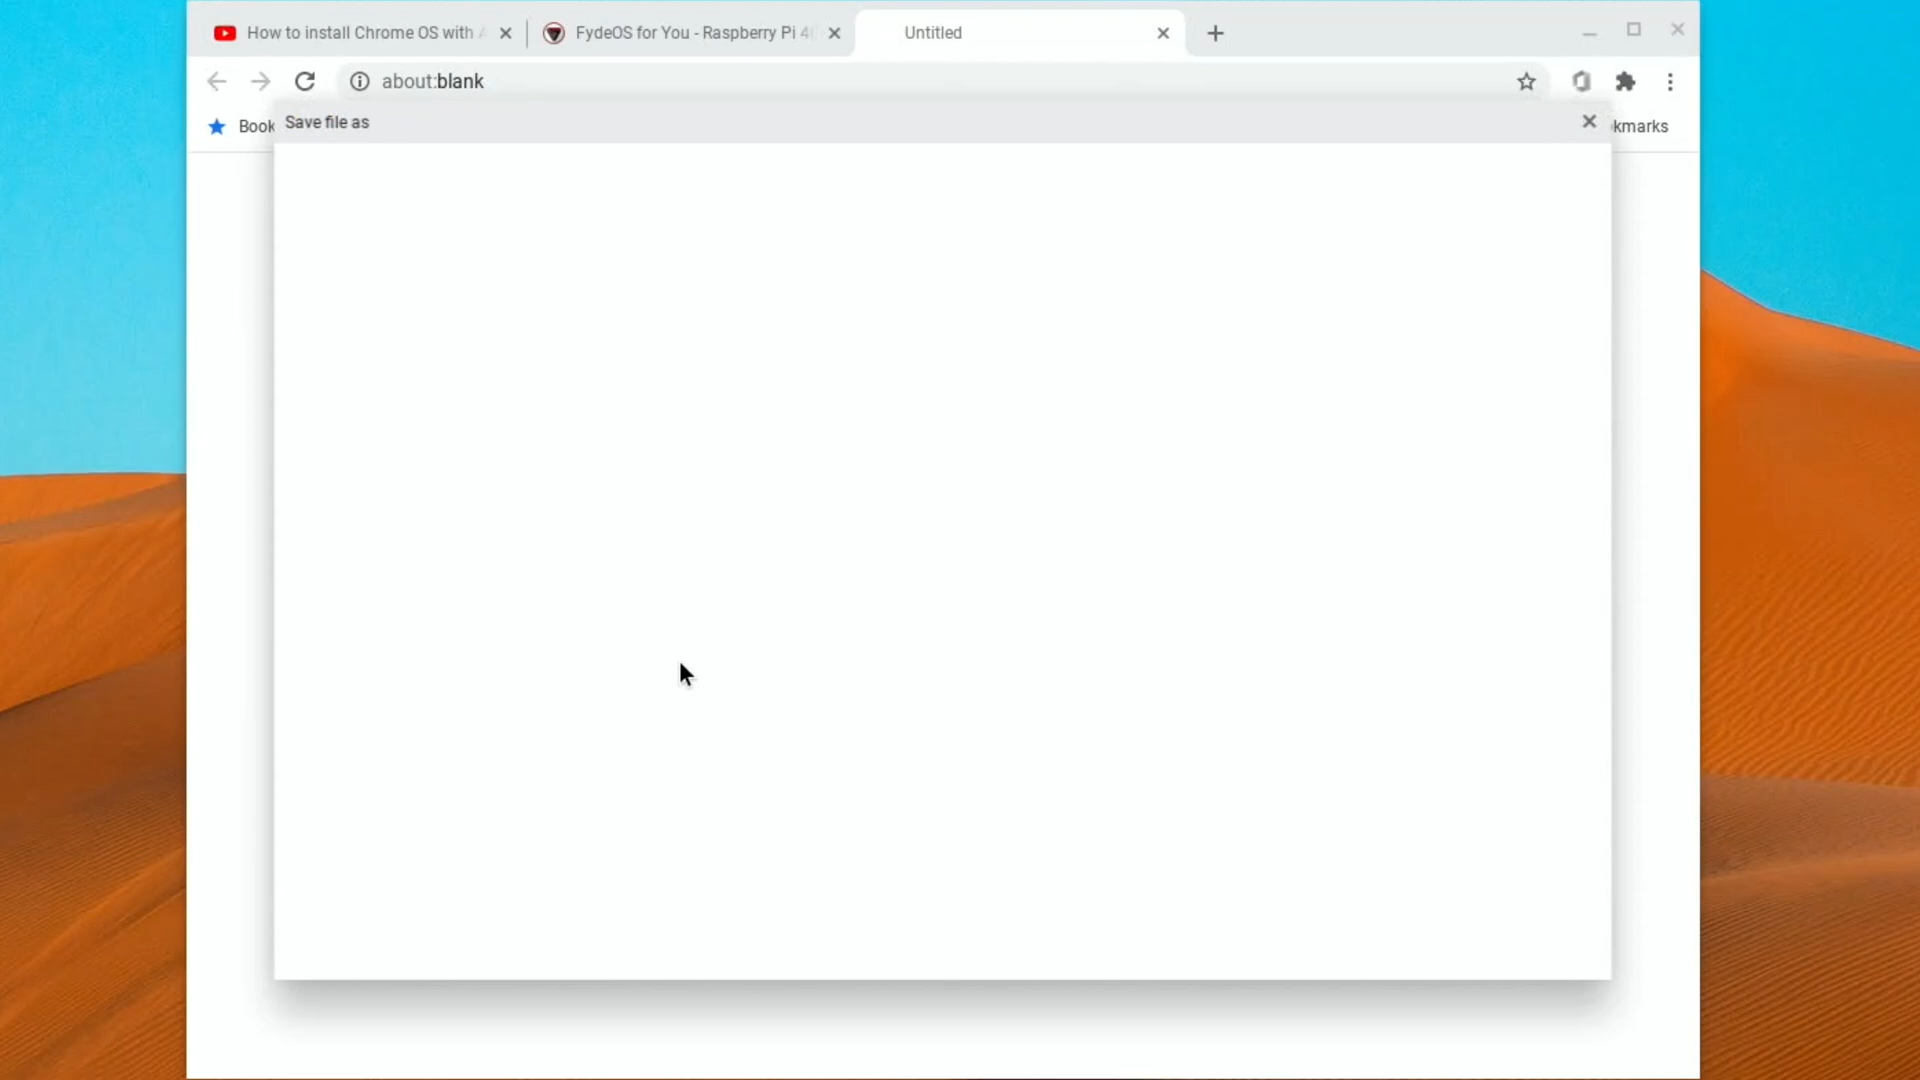 How to install Chrome OS with
FydeOS for You - Raspberry Pi
Untitled
about:blank
Book
kmarks
Save file as